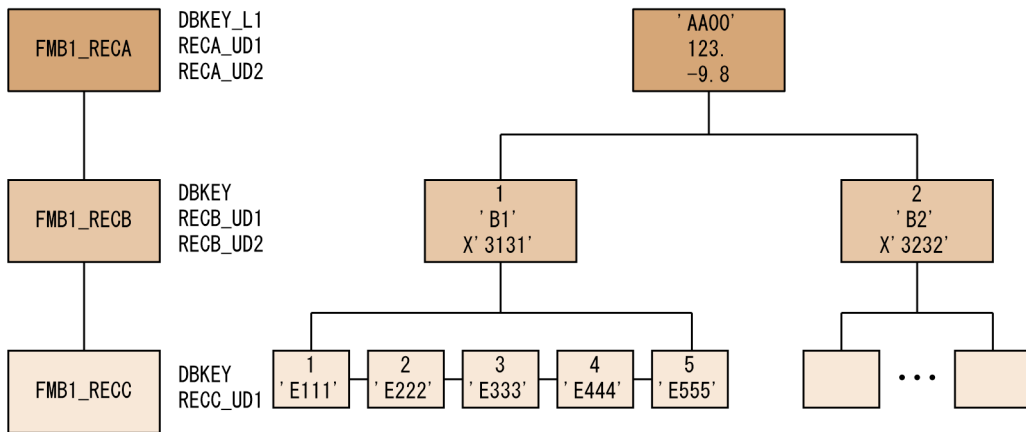 FMB1_RECA
DBKEY_L1
RECA_UD1
RECA_UD2
'AA00'
123.
-9.8
FMB1_RECB
DBKEY
RECB_UD1
RECB_UD2
1
'B1'
X'3131'
2
'B2'
X'3232'
FMB1_RECC
DBKEY
RECC_UD1
1
'E111'
2
'E222'
3
'E333'
4
'E444'
5
'E555'
...